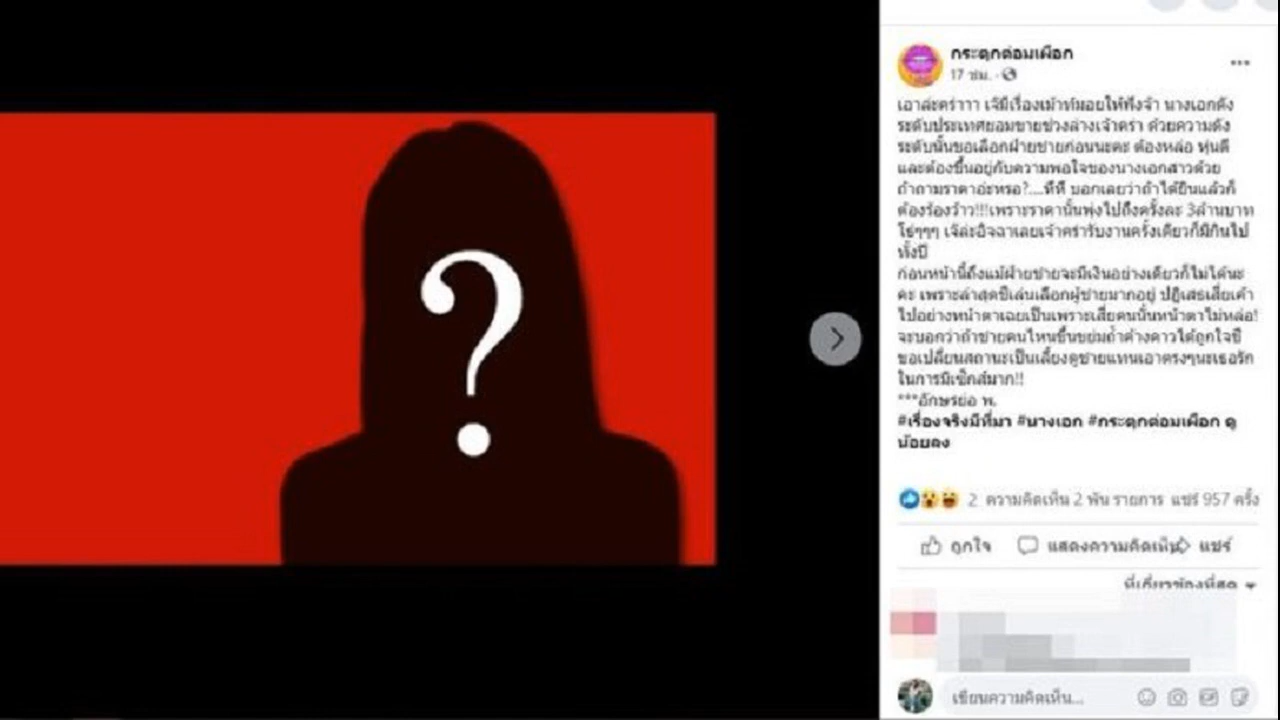 ?
กระตุกต่อมเผือก
17 ชม.
เอาล่ะคร่าาา เจ๊มีเรื่องเม้าท์มอยให้ฟังจ้า นางเอกดัง
ระดับประเทศยอมขายช่วงล่างเจ้าคร่า ด้วยความดัง
ระดับนั้นขอเลือกฝ่ายชายก่อนนะคะ ต้องหล่อ หุ่นดี
และต้องขึ้นอยู่กับความพอใจของนางเอกสาวด้วย
ถ้าถามราคาอ่ะหรอ?....หึหึ บอกเลยว่าถ้าได้ยินแล้วก็
ต้องร้องว้าว!!!เพราะราคานั้นพุ่งไปถึงครั้งละ 3ล้านบาท
โช่ๆๆๆ เจ๊ล่ะอิจฉาเลยเจ้าคร่ารับงานครั้งเดียวก็มีกินไป
ทั้งปี
ก่อนหน้านี้ถึงแม้ฝ่ายชายจะมีเงินอย่างเดียวก็ไม่ได้นะ
คะ เพราะล่าสุดชีเล่นเลือกผู้ชายมากอยู่ ปฏิเสธเสี่ยเค้า
ไปอย่างหน้าตาเฉยเป็นเพราะเสี่ยคนนั้นหน้าตาไม่หล่อ!
จะบอกว่าถ้าชายคนไหนขึ้นขย่มถ้ำค้างคาวได้ถูกใจชี
ขอเปลี่ยนสถานะเป็นเลี้ยงดูชายแทนเอาตรงๆนะเธอรัก
ในการมีเซ็กส์มาก!!
***อักษรย่อ พ.
#เรื่องจริงมีที่มา #นางเอก #กระตุกต่อมเผือก ดู
น้อยลง
2 ความคิดเห็น 2 พัน รายการ แชร์ 957 ครั้ง
ถูกใจ แสดงความคิดเห็น แชร์
ที่เกี่ยวข้องที่สุด
เขียนความคิดเห็น...